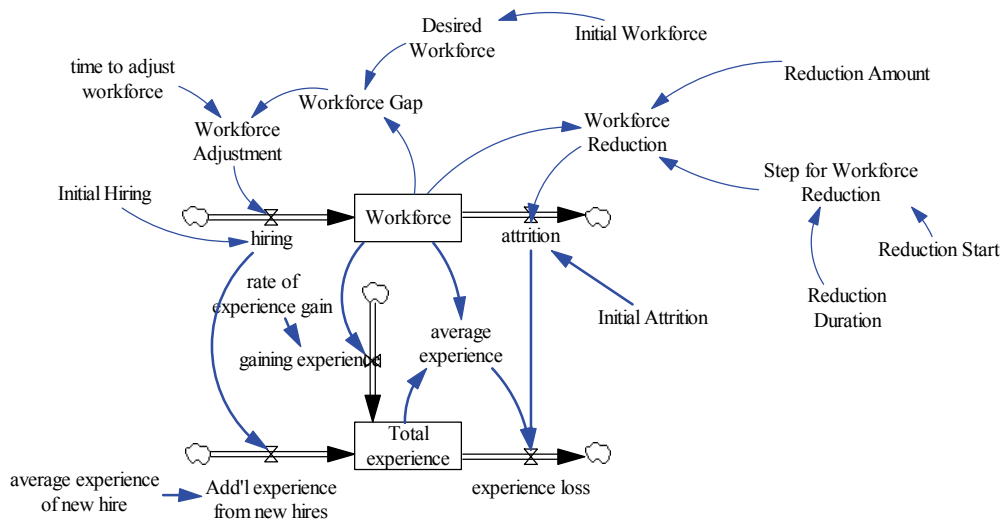 Desired
Workforce
Initial Workforce
time to adjust
workforce
Workforce Gap
Reduction Amount
Workforce
Adjustment
Workforce
Reduction
Step for Workforce
Reduction
Initial Hiring
Workforce
hiring
attrition
Reduction Start
rate of
experience gain
Initial Attrition
Reduction
Duration
gaining experience
average
experience
Total
experience
average experience
of new hire
Add'l experience
from new hires
experience loss